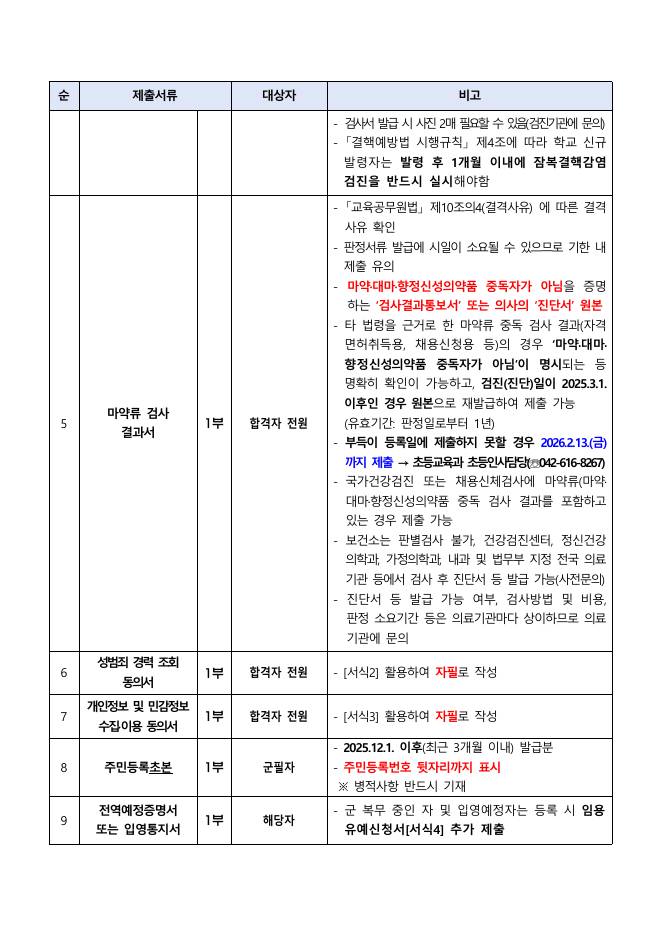 순 제출서류 대상자 비고
- 검사서 발급 시 사진 2매 필요할 수 있음(검진기관에 문의)
- 「결핵예방법 시행규칙」 제4조에 따라 학교 신규
발령자는 발령 후 1개월 이내에 잠복결핵감염
검진을 반드시 실시해야함
5
마약류 검사
결과서
1부
합격자 전원
- 「교육공무원법」 제10조의4(결격사유) 에 따른 결격
사유 확인
- 판정서류 발급에 시일이 소요될 수 있으므로 기한 내
제출 유의
- 마약·대마·향정신성의약품 중독자가 아님을 증명
하는 ‘검사결과통보서’ 또는 의사의 ‘진단서’ 원본
- 타 법령을 근거로 한 마약류 중독 검사 결과(자격
면허취득용, 채용신청용 등)의 경우 ‘마약·대마·
향정신성의약품 중독자가 아님’이 명시되는 등
명확히 확인이 가능하고, 검진(진단)일이 2025.3.1.
이후인 경우 원본으로 재발급하여 제출 가능
(유효기간: 판정일로부터 1년)
- 부득이 등록일에 제출하지 못할 경우 2026.2.13.(금)
까지 제출 → 초등교육과 초등인사담당(☏042-616-8267)
- 국가건강검진 또는 채용신체검사에 마약류(마약·
대마·향정신성의약품 중독 검사 결과를 포함하고
있는 경우 제출 가능
- 보건소는 판별검사 불가, 건강검진센터, 정신건강
의학과, 가정의학과, 내과 및 법무부 지정 전국 의료
기관 등에서 검사 후 진단서 등 발급 가능(사전문의)
- 진단서 등 발급 가능 여부, 검사방법 및 비용,
판정 소요기간 등은 의료기관마다 상이하므로 의료
기관에 문의
6
성범죄 경력 조회
동의서
1부
합격자 전원
- [서식2] 활용하여 자필로 작성
7
개인정보 및 민감정보
수집·이용 동의서
1부
합격자 전원
- [서식3] 활용하여 자필로 작성
8
주민등록초본
1부
군필자
- 2025.12.1. 이후(최근 3개월 이내) 발급분
- 주민등록번호 뒷자리까지 표시
※ 병적사항 반드시 기재
9
전역예정증명서
또는 입영통지서
1부
해당자
- 군 복무 중인 자 및 입영예정자는 등록 시 임용
유예신청서[서식4] 추가 제출